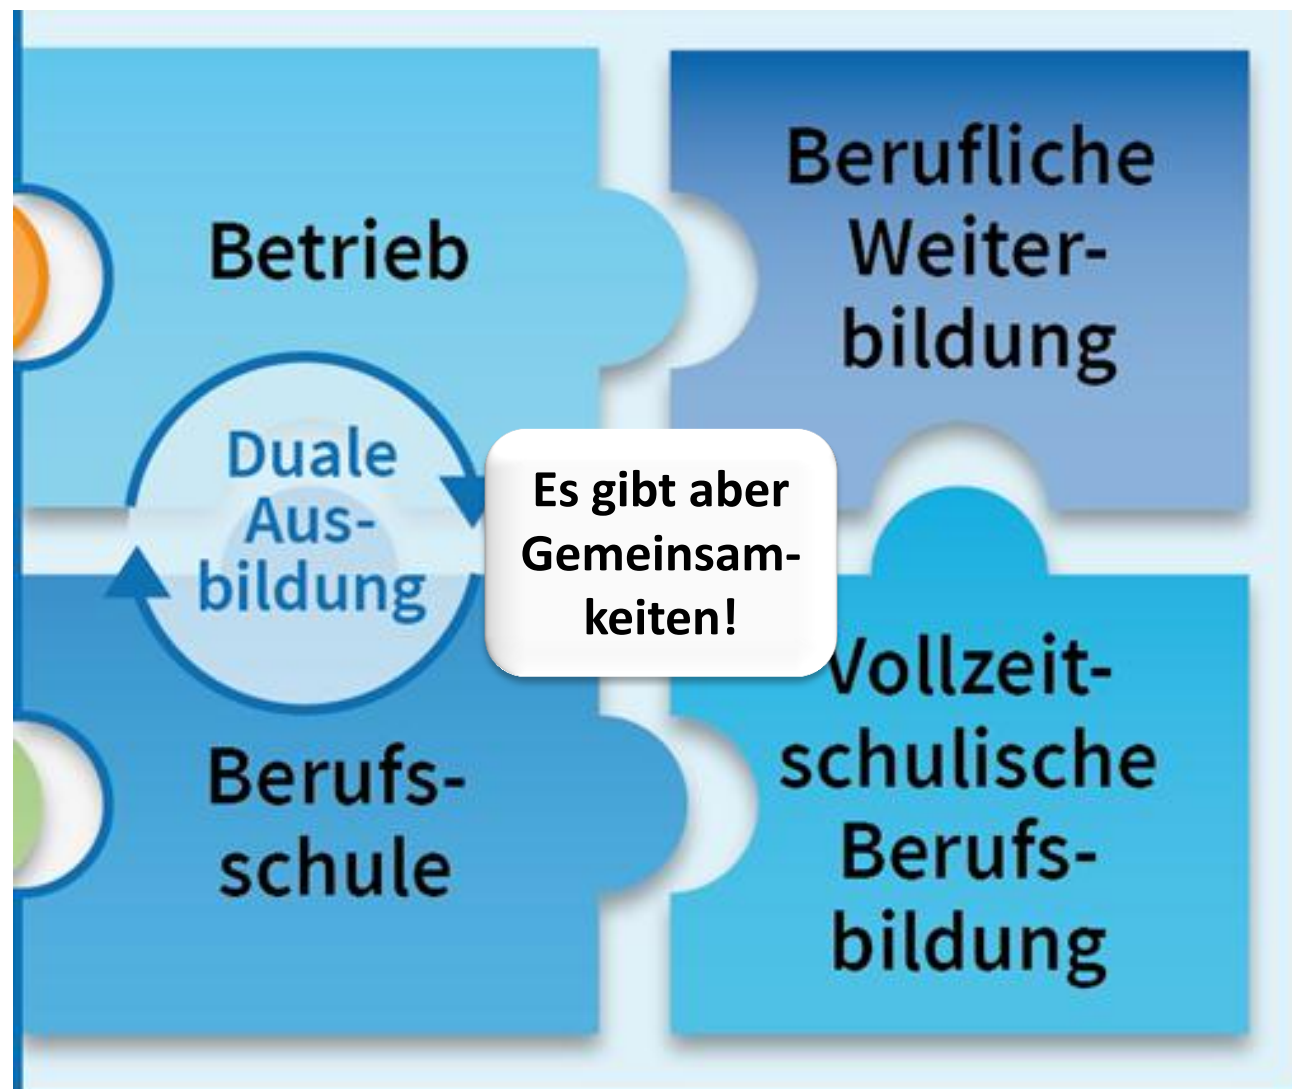 Betrieb
Berufliche
Weiter-
bildung
Duale
Aus-
bildung
Es gibt aber
Gemeinsam-
keiten!
Berufs-
schule
Vollzeit-
schulische
Berufs-
bildung